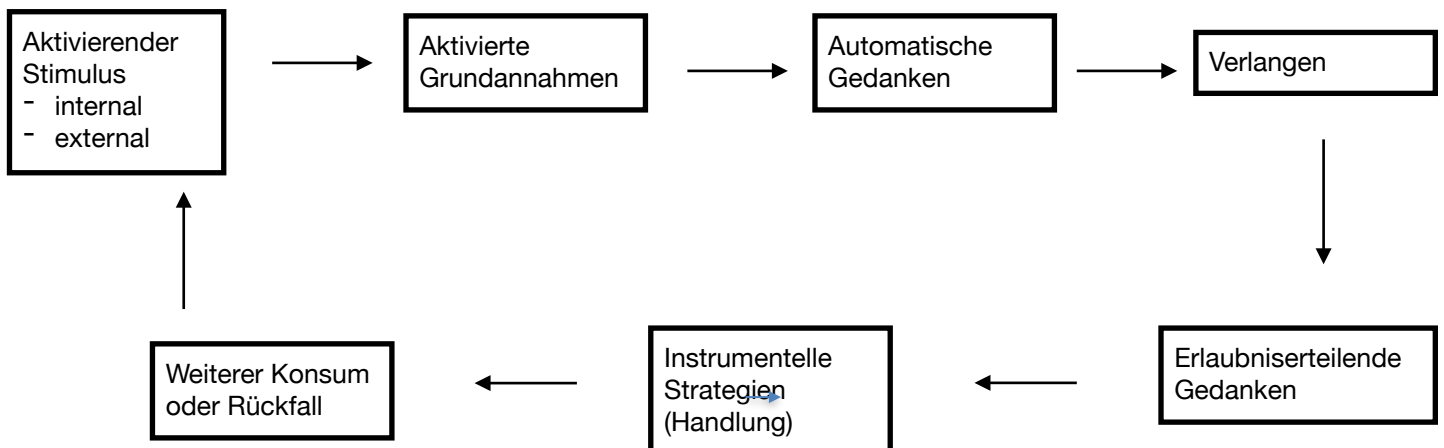 Aktivierender
Stimulus
- internal
- external
Aktivierte
Grundannahmen
Automatische
Gedanken
Verlangen
Erlaubniserteilende
Gedanken
Instrumentelle
Strategien
(Handlung)
Weiterer Konsum
oder Rückfall